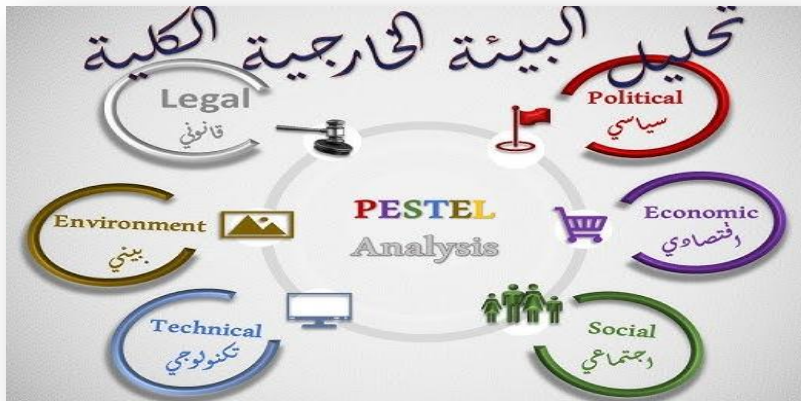 تحليل البيئة الخارجية الكلية
Political
سياسي
Economic
اقتصادي
Social
اجتماعي
Technical
تكنولوجي
Environment
بيئي
Legal
قانوني
PESTEL
Analysis